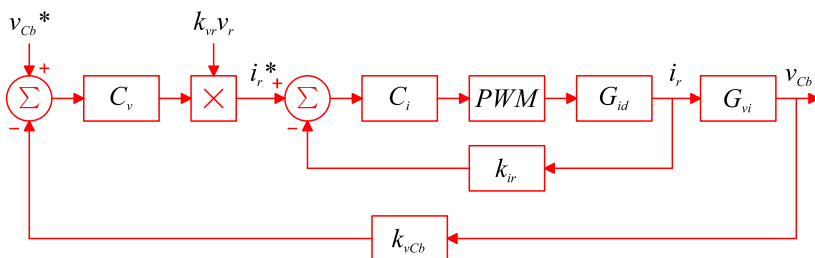 v_Cb* k_vr v_r
+ Σ − C_v × i_r* + Σ − C_i PWM G_id i_r G_vi v_Cb
k_ir
k_vCb